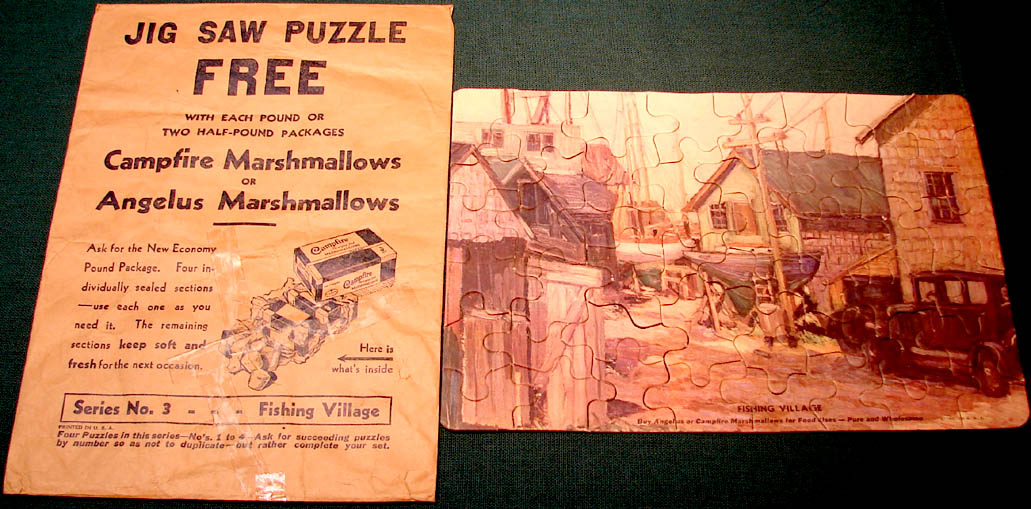 JIG SAW PUZZLE
FREE
WITH EACH POUND OR
TWO HALF-POUND PACKAGES
Campfire Marshmallows
OR
Angelus Marshmallows
Ask for the New Economy
Pound Package. Four in-
dividually sealed sections
—use each one as you
need it. The remaining
sections keep soft and
fresh for the next occasion.
Campfire
Campfire
Here is
what's inside
Series No. 3 - - - Fishing Village
PRINTED IN U. S. A.
Four Puzzles in this series—No's. 1 to 4. Ask for succeeding puzzles
by number so as not to duplicate—but rather complete your set.
FISHING VILLAGE
Buy Angelus or Campfire Marshmallows for Food Uses — Pure and Wholesome